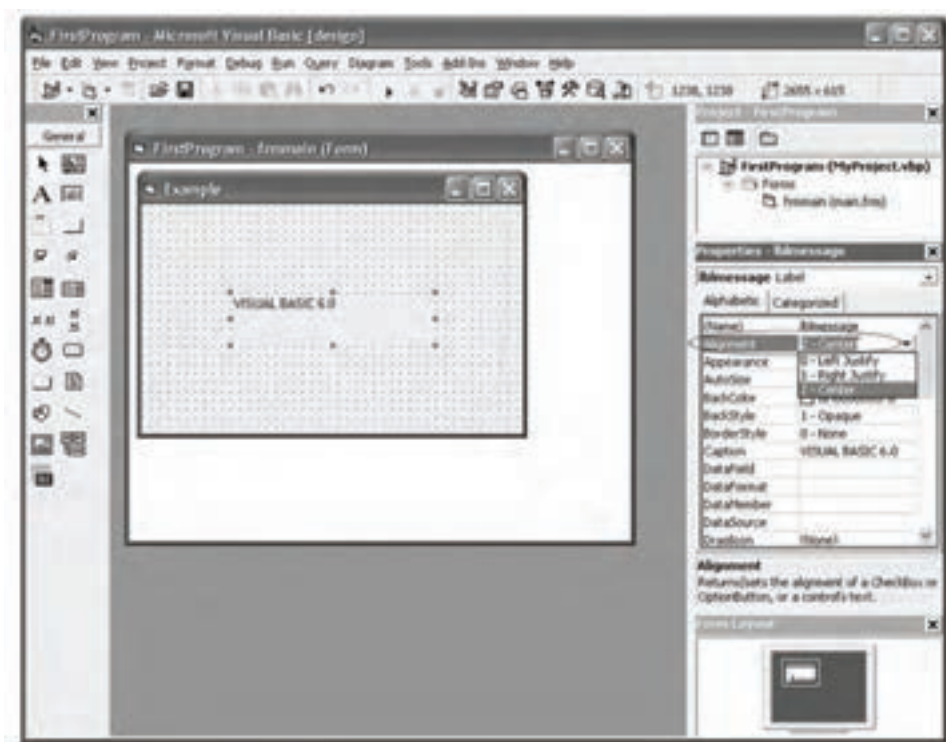 FirstProgram - Microsoft Visual Basic [design]
File Edit View Project Format Debug Run Query Diagram Tools Add-Ins Window Help
1230, 1230
2655 x 615
General
Project - FirstProgram
FirstProgram - frmmain (Form)
Example
VISUAL BASIC 6.0
FirstProgram (MyProject.vbp)
Forms
frmmain (main.frm)
Properties - lblmessage
lblmessage Label
Alphabetic Categorized
(Name) lblmessage
Alignment 2 - Center
0 - Left Justify
1 - Right Justify
2 - Center
Appearance
AutoSize
BackColor
BackStyle 1 - Opaque
BorderStyle 0 - None
Caption VISUAL BASIC 6.0
DataField
DataFormat
DataMember
DataSource
DragIcon (None)
Alignment
Returns/sets the alignment of a CheckBox or
OptionButton, or a control's text.
Form Layout